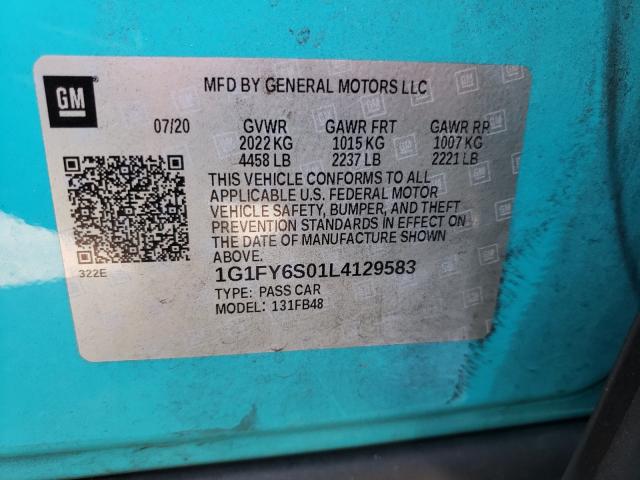 GM
MFD BY GENERAL MOTORS LLC
07/20 GVWR GAWR FRT GAWR RR
2022 KG 1015 KG 1007 KG
4458 LB 2237 LB 2221 LB
THIS VEHICLE CONFORMS TO ALL
APPLICABLE U.S. FEDERAL MOTOR
VEHICLE SAFETY, BUMPER, AND THEFT
PREVENTION STANDARDS IN EFFECT ON
THE DATE OF MANUFACTURE SHOWN
ABOVE.
322E
1G1FY6S01L4129583
TYPE: PASS CAR
MODEL: 131FB48